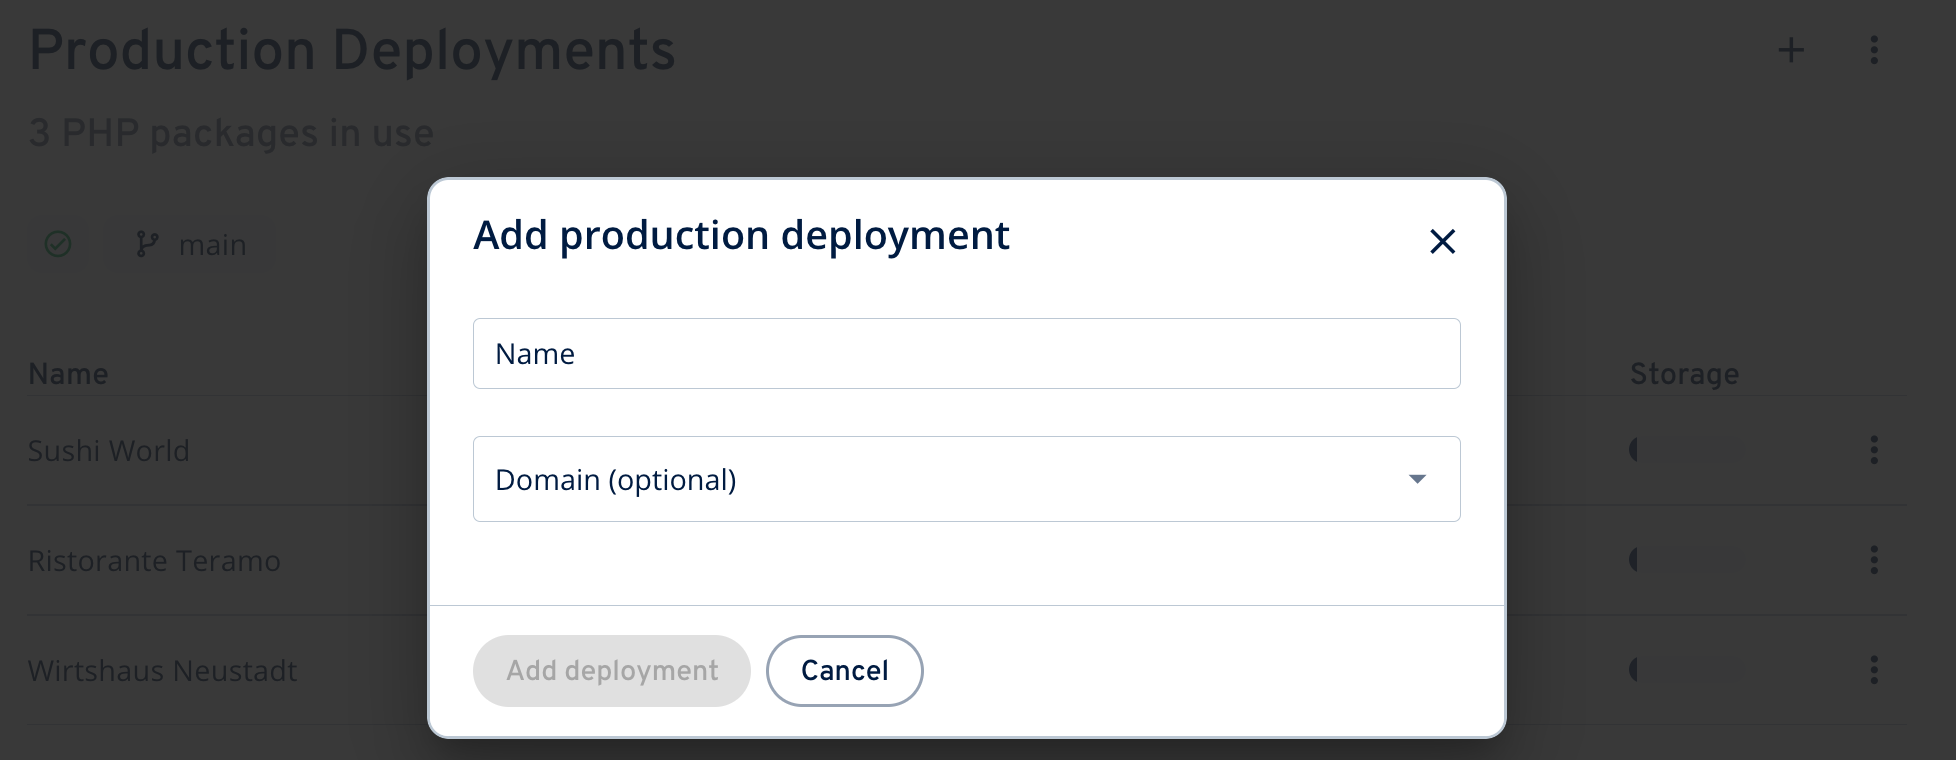 Production Deployments
3 PHP packages in use
main
Add production deployment
Name
Domain (optional)
Add deployment
Cancel
Name
Storage
Sushi World
Ristorante Teramo
Wirtshaus Neustadt